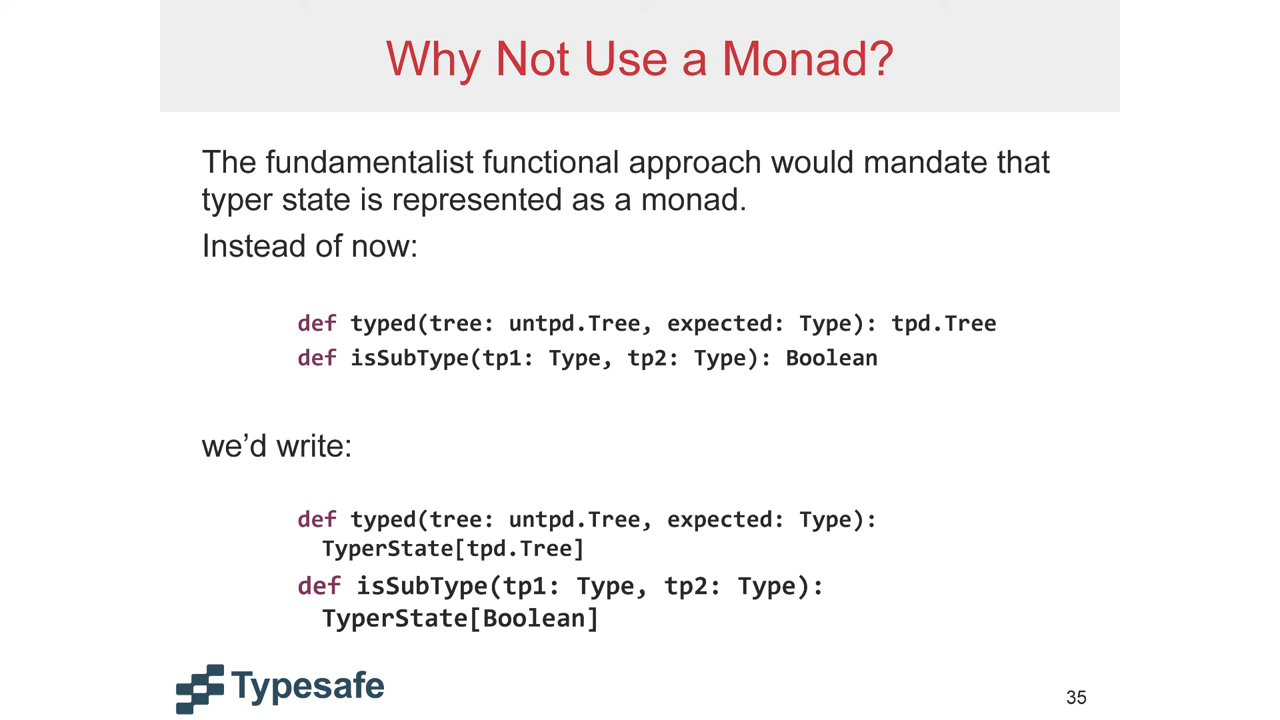 Why Not Use a Monad?
The fundamentalist functional approach would mandate that
typer state is represented as a monad.
Instead of now:
def typed(tree: untpd.Tree, expected: Type): tpd.Tree
def isSubType(tp1: Type, tp2: Type): Boolean
we’d write:
def typed(tree: untpd.Tree, expected: Type):
TyperState[tpd.Tree]
def isSubType(tp1: Type, tp2: Type):
TyperState[Boolean]
Typesafe
35